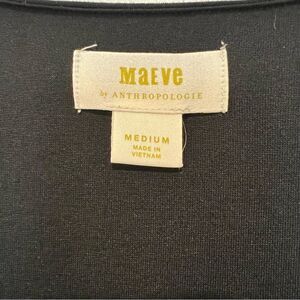 MaEVe
by ANTHROPOLOGIE
MEDIUM
MADE IN
VIETNAM